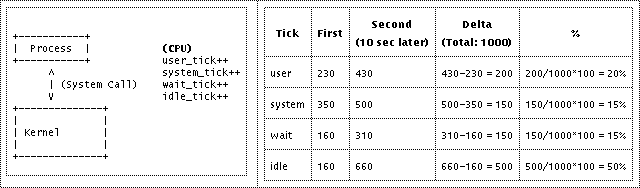 +------------+
|  Process  |            (CPU)
+------------+            user_tick++
      ^                   system_tick++
      | (System Call)     wait_tick++
      V                   idle_tick++
+---------------+
|               |
| Kernel        |
|               |
+---------------+
Tick First Second (10 sec later) Delta (Total: 1000) %
user 230 430 430-230 = 200 200/1000*100 = 20%
system 350 500 500-350 = 150 150/1000*100 = 15%
wait 160 310 310-160 = 150 150/1000*100 = 15%
idle 160 660 660-160 = 500 500/1000*100 = 50%